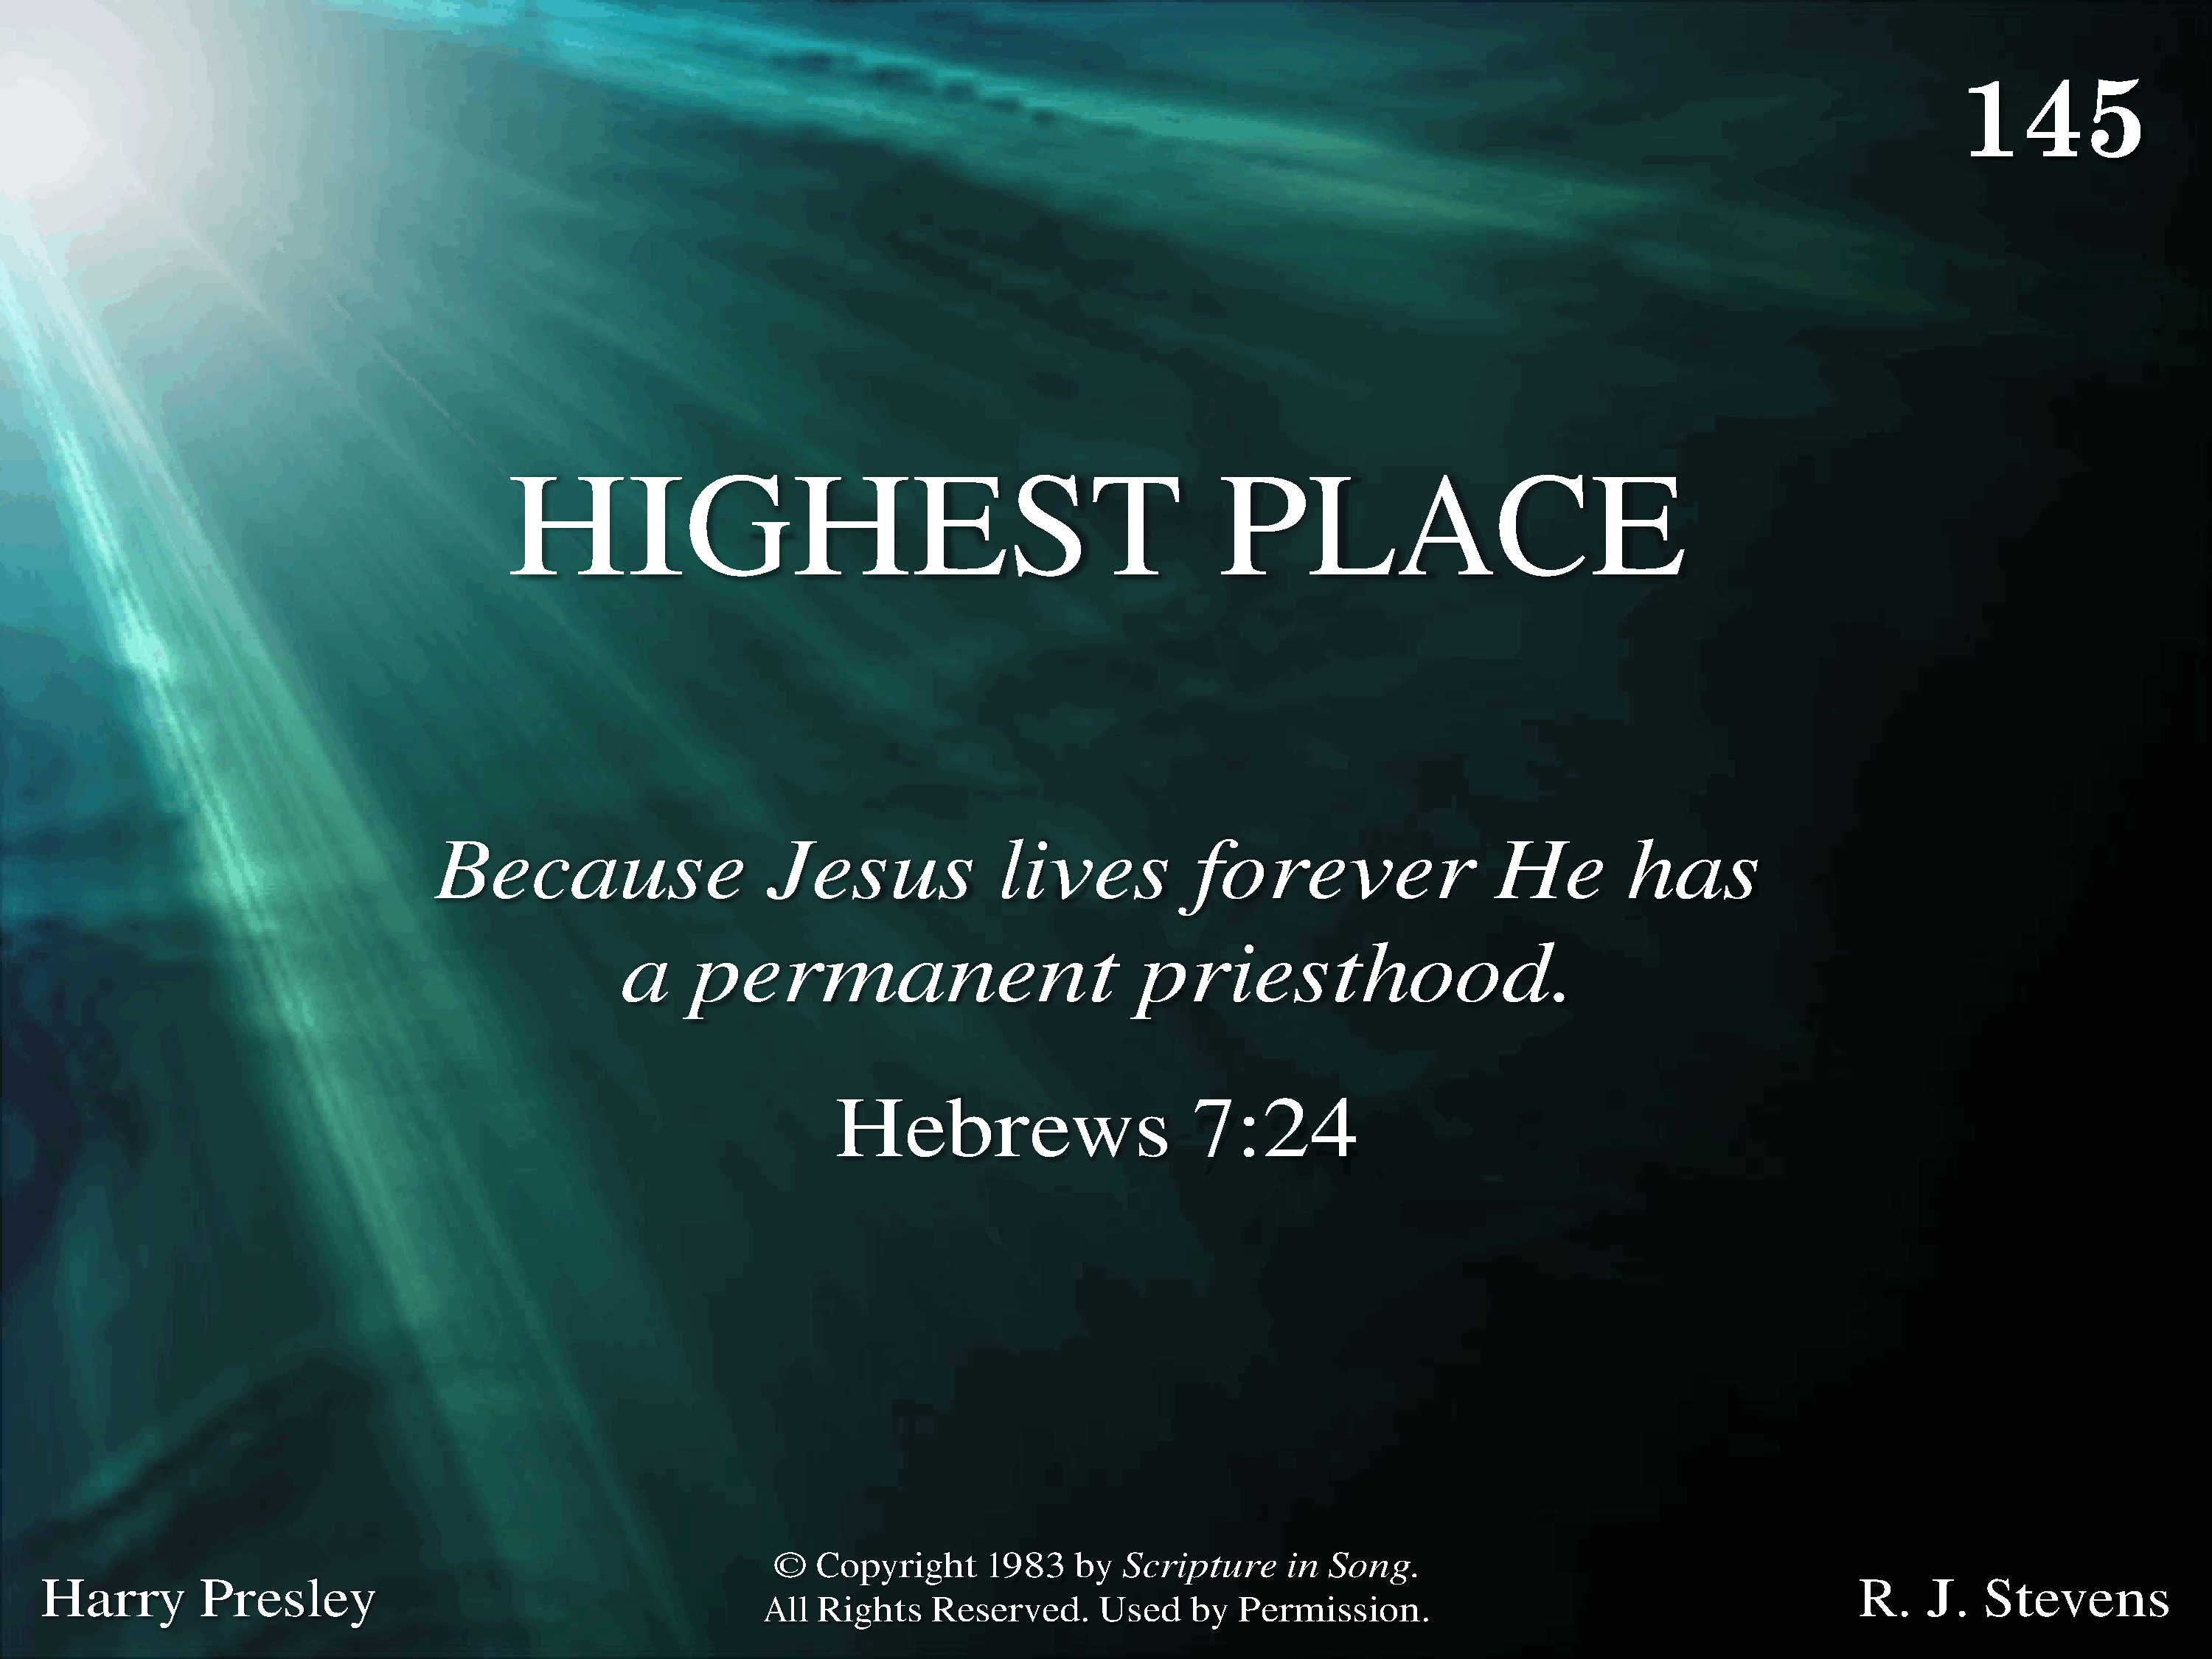 145
HIGHEST PLACE
Because Jesus lives forever He has
a permanent priesthood.
Hebrews 7:24
Harry Presley
© Copyright 1983 by Scripture in Song.
All Rights Reserved. Used by Permission.
R. J. Stevens